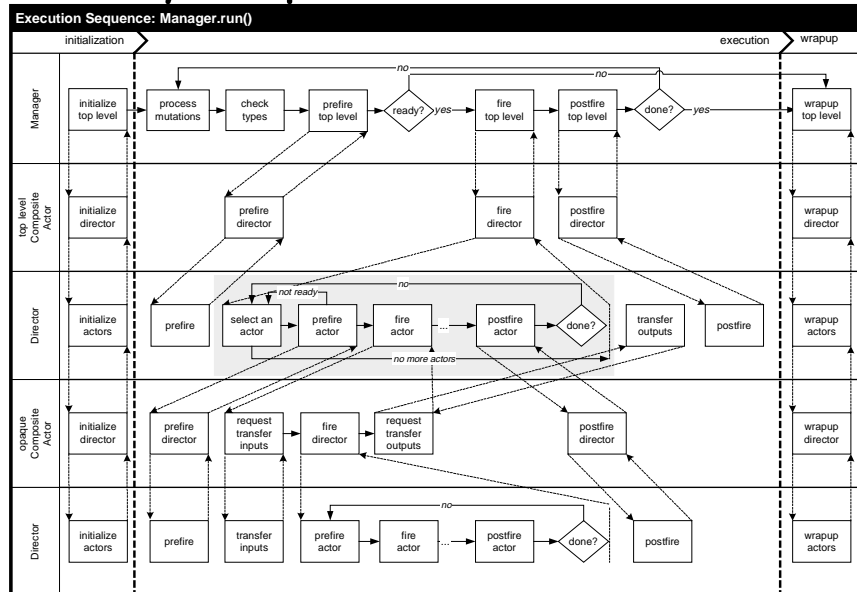 Execution Sequence: Manager.run()
initialization
execution
wrapup
Manager
initialize
top level
process
mutations
check
types
prefire
top level
ready?
yes
no
no
fire
top level
postfire
top level
done?
yes
wrapup
top level
top level
Composite
Actor
initialize
director
prefire
director
fire
director
postfire
director
wrapup
director
Director
initialize
actors
prefire
no
not ready
select an
actor
prefire
actor
fire
actor
...
postfire
actor
done?
no more actors
transfer
outputs
postfire
wrapup
actors
opaque
Composite
Actor
initialize
director
prefire
director
request
transfer
inputs
fire
director
request
transfer
outputs
postfire
director
wrapup
director
Director
initialize
actors
prefire
transfer
inputs
no
prefire
actor
fire
actor
...
postfire
actor
done?
postfire
wrapup
actors